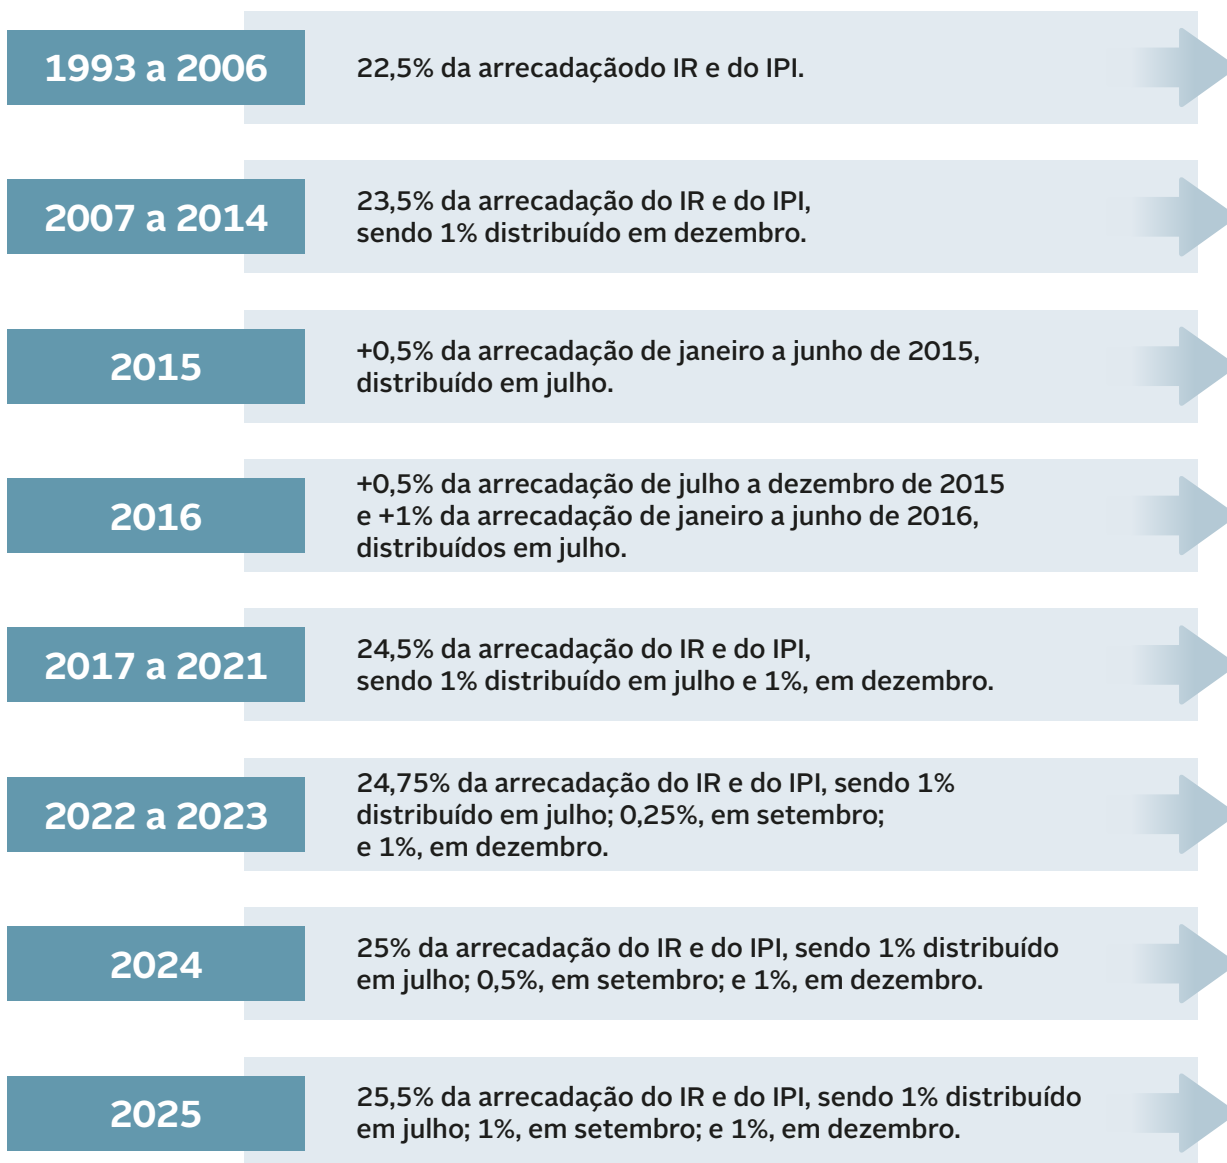 1993 a 2006
22,5% da arrecadaçãodo IR e do IPI.
2007 a 2014
23,5% da arrecadação do IR e do IPI,
sendo 1% distribuído em dezembro.
2015
+0,5% da arrecadação de janeiro a junho de 2015,
distribuído em julho.
2016
+0,5% da arrecadação de julho a dezembro de 2015
e +1% da arrecadação de janeiro a junho de 2016,
distribuídos em julho.
2017 a 2021
24,5% da arrecadação do IR e do IPI,
sendo 1% distribuído em julho e 1%, em dezembro.
2022 a 2023
24,75% da arrecadação do IR e do IPI, sendo 1%
distribuído em julho; 0,25%, em setembro;
e 1%, em dezembro.
2024
25% da arrecadação do IR e do IPI, sendo 1% distribuído
em julho; 0,5%, em setembro; e 1%, em dezembro.
2025
25,5% da arrecadação do IR e do IPI, sendo 1% distribuído
em julho; 1%, em setembro; e 1%, em dezembro.